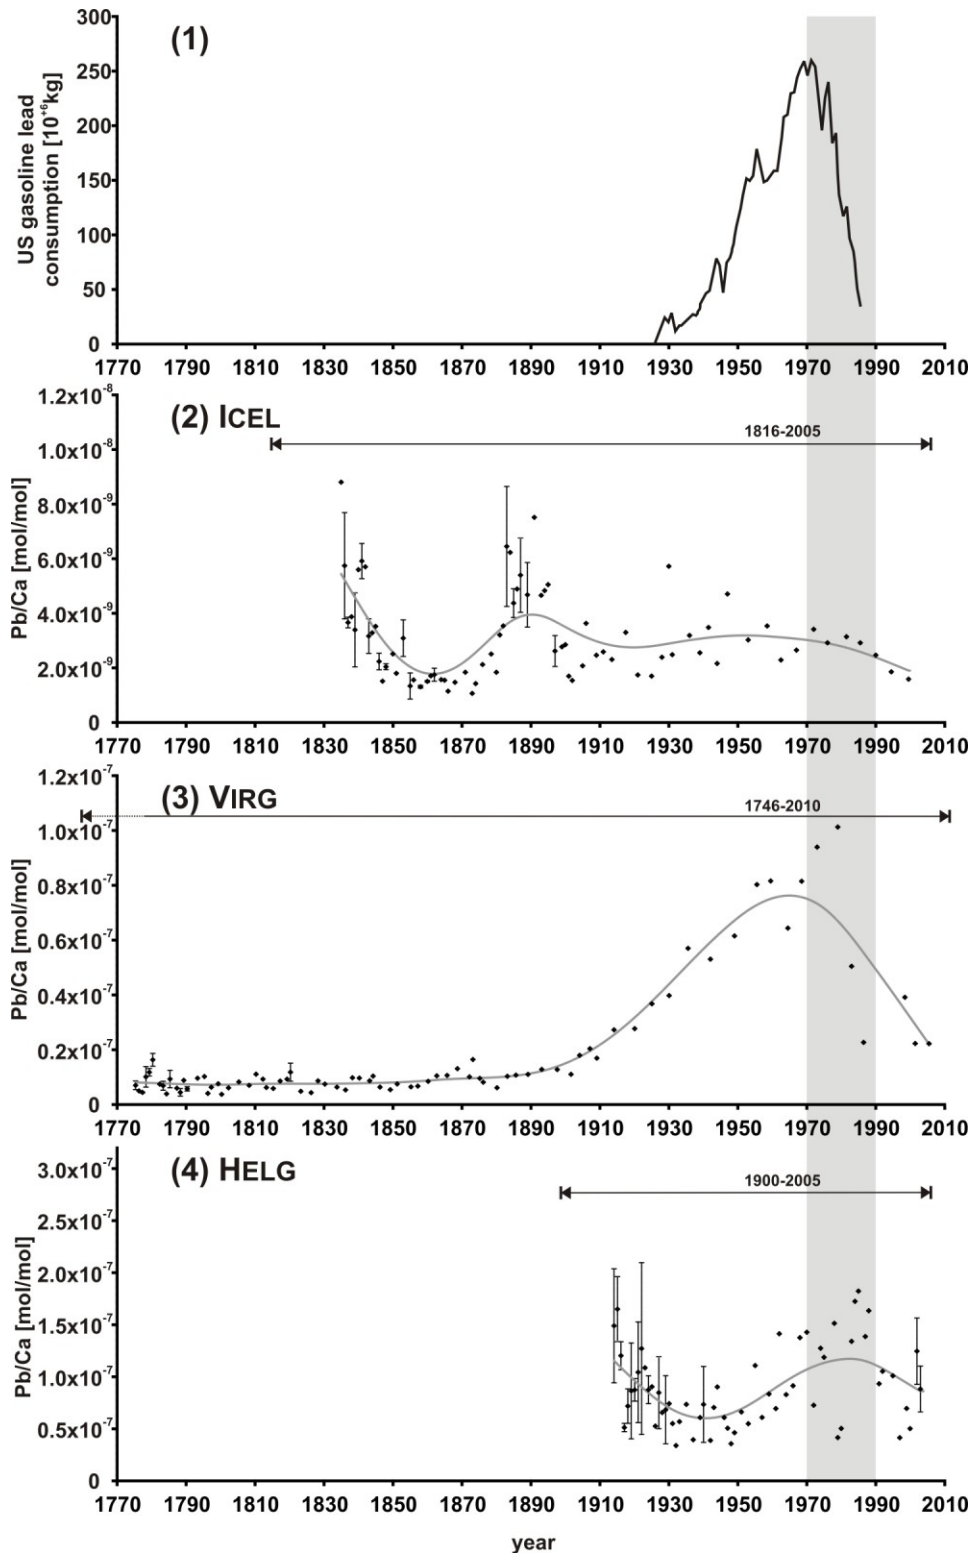 (1)
US gasoline lead
consumption [10⁺⁶kg]
300
250
200
150
100
50
0
1770 1790 1810 1830 1850 1870 1890 1910 1930 1950 1970 1990 2010
(2) ICEL
1816-2005
Pb/Ca [mol/mol]
1.2x10⁻⁸
1.0x10⁻⁸
8.0x10⁻⁹
6.0x10⁻⁹
4.0x10⁻⁹
2.0x10⁻⁹
0
1770 1790 1810 1830 1850 1870 1890 1910 1930 1950 1970 1990 2010
(3) VIRG
1746-2010
Pb/Ca [mol/mol]
1.2x10⁻⁷
1.0x10⁻⁷
0.8x10⁻⁷
0.6x10⁻⁷
0.4x10⁻⁷
0.2x10⁻⁷
0
1770 1790 1810 1830 1850 1870 1890 1910 1930 1950 1970 1990 2010
(4) HELG
1900-2005
Pb/Ca [mol/mol]
3.0x10⁻⁷
2.5x10⁻⁷
2.0x10⁻⁷
1.5x10⁻⁷
1.0x10⁻⁷
0.5x10⁻⁷
0
1770 1790 1810 1830 1850 1870 1890 1910 1930 1950 1970 1990 2010
year